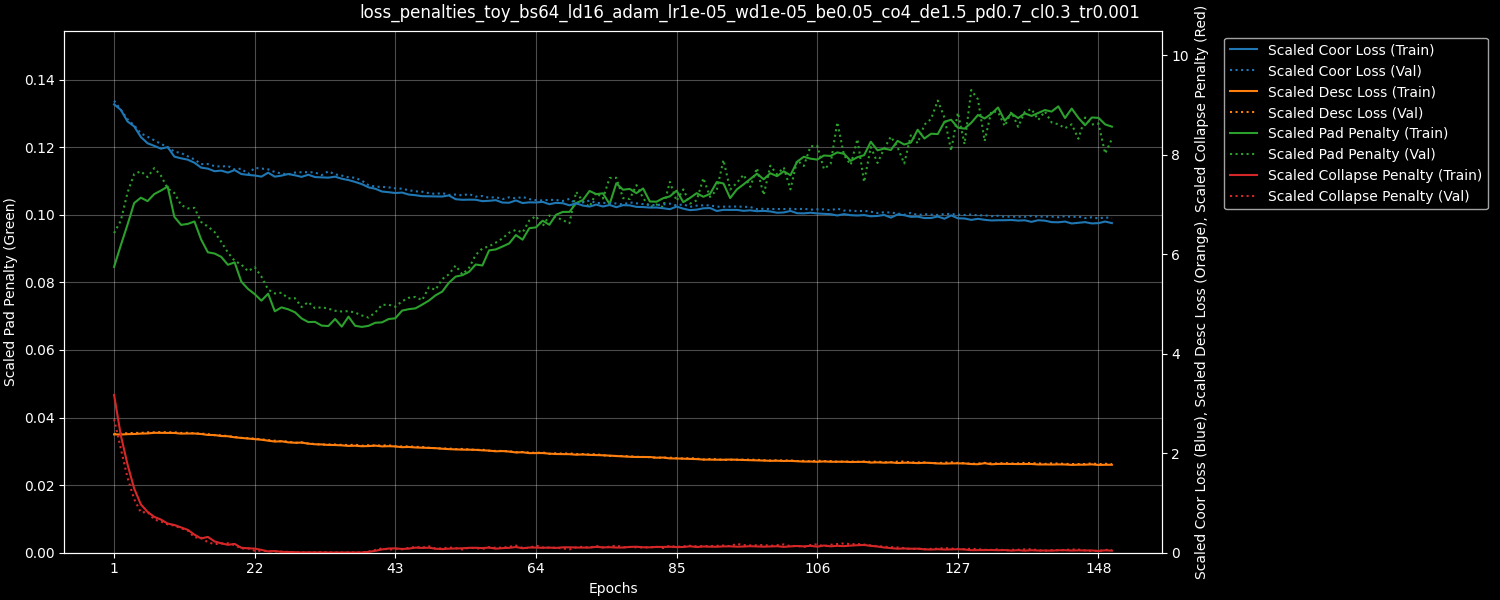 loss_penalties_toy_bs64_ld16_adam_lr1e-05_wd1e-05_be0.05_co4_de1.5_pd0.7_cl0.3_tr0.001
Scaled Pad Penalty (Green)
0.14
0.12
0.10
0.08
0.06
0.04
0.02
0.00
1
22
43
64
85
106
127
148
Epochs
10
8
6
4
2
0
Scaled Coor Loss (Blue), Scaled Desc Loss (Orange), Scaled Collapse Penalty (Red)
Scaled Coor Loss (Train)
Scaled Coor Loss (Val)
Scaled Desc Loss (Train)
Scaled Desc Loss (Val)
Scaled Pad Penalty (Train)
Scaled Pad Penalty (Val)
Scaled Collapse Penalty (Train)
Scaled Collapse Penalty (Val)